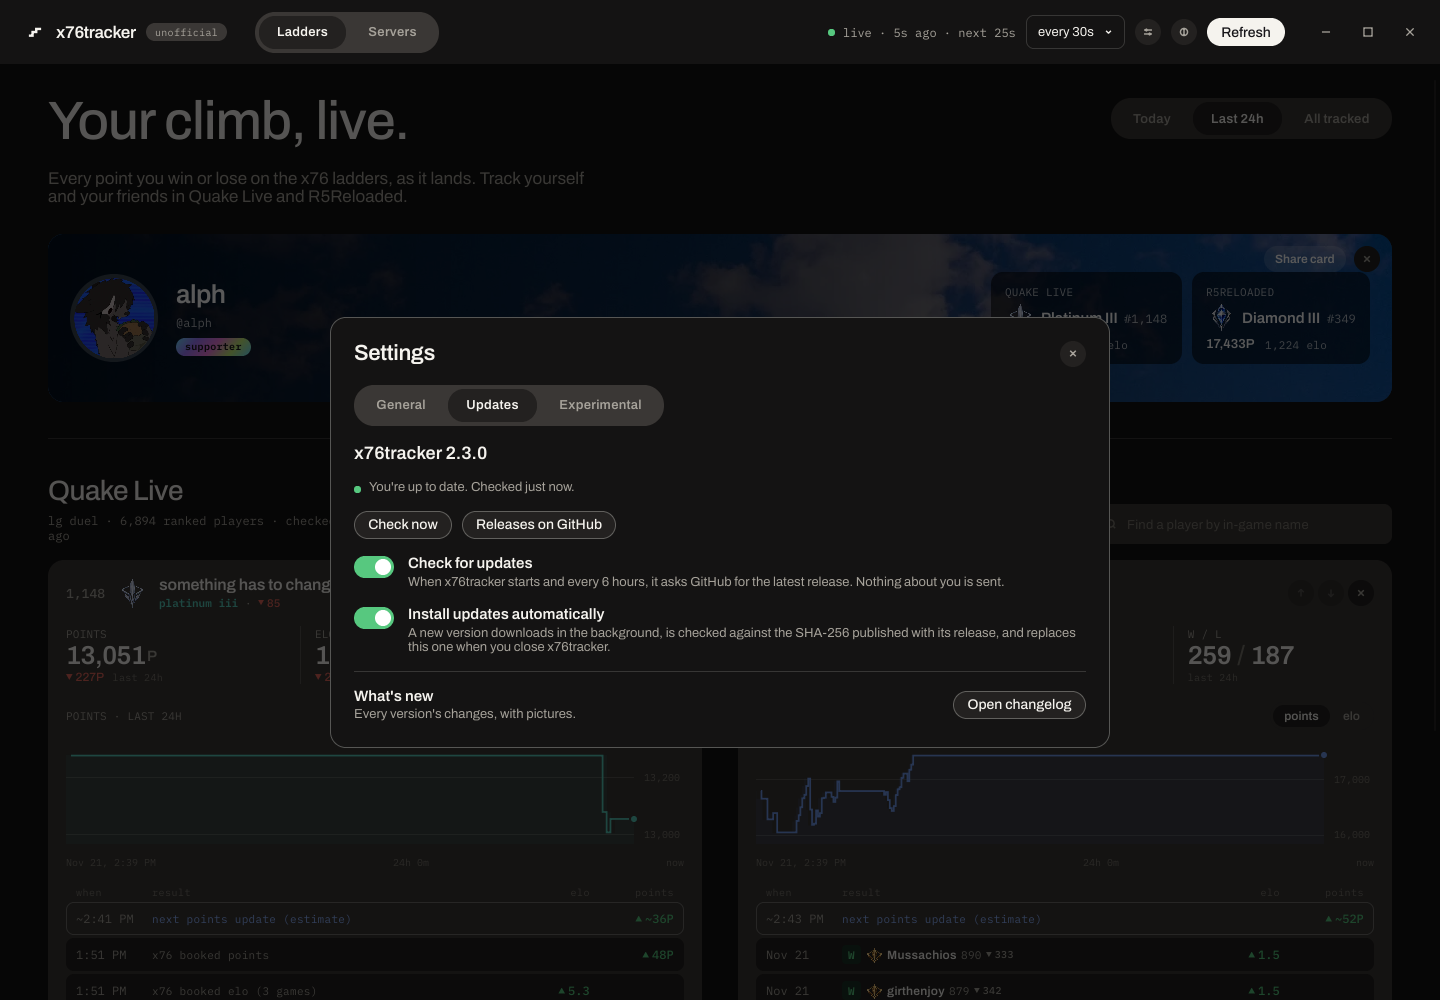 x76tracker unofficial Ladders Servers live · 5s ago · next 25s every 30s Refresh
Your climb, live.
Today Last 24h All tracked
Every point you win or lose on the x76 ladders, as it lands. Track yourself
and your friends in Quake Live and R5Reloaded.
Share card
alph
@alph
supporter
QUAKE LIVE
Platinum III #1,148
elo
R5RELOADED
Diamond III #349
17,433P 1,224 elo
Settings
General Updates Experimental
x76tracker 2.3.0
You're up to date. Checked just now.
Check now Releases on GitHub
Check for updates
When x76tracker starts and every 6 hours, it asks GitHub for the latest release. Nothing about you is sent.
Install updates automatically
A new version downloads in the background, is checked against the SHA-256 published with its release, and replaces
this one when you close x76tracker.
What's new
Every version's changes, with pictures.
Open changelog
Quake Live
lg duel · 6,894 ranked players · checked
ago
Find a player by in-game name
1,148 something has to chang
platinum iii · ▼85
POINTS
13,051P
▼227P last 24h
W / L
259 / 187
last 24h
POINTS · LAST 24H
points elo
13,200
13,000
Nov 21, 2:39 PM 24h 0m now
when result elo points
~2:41 PM next points update (estimate) ▲~36P
1:51 PM x76 booked points ▲48P
1:51 PM x76 booked elo (3 games) ▲5.3
17,000
16,000
Nov 21, 2:39 PM 24h 0m now
when result elo points
~2:43 PM next points update (estimate) ▲~52P
Nov 21 W Mussachios 890 ▼333 ▲1.5
Nov 21 W girthenjoy 879 ▼342 ▲1.5